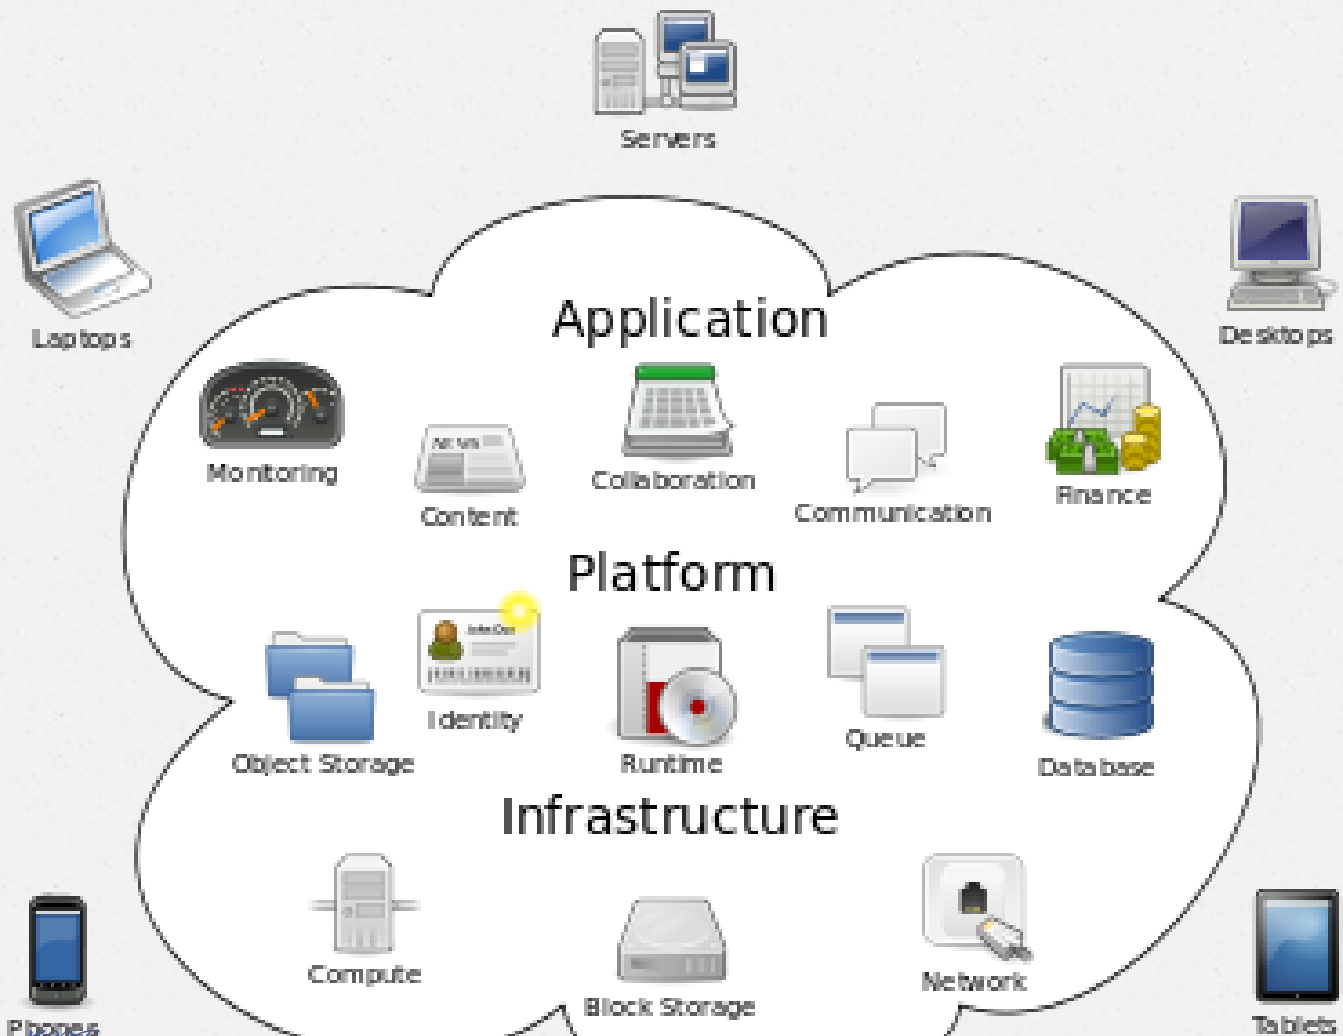 Servers
Laptops
Desktops
Application
Monitoring
Content
Collaboration
Communication
Finance
Platform
Object Storage
Identity
Runtime
Queue
Database
Infrastructure
Compute
Block Storage
Network
Phones
Tablets